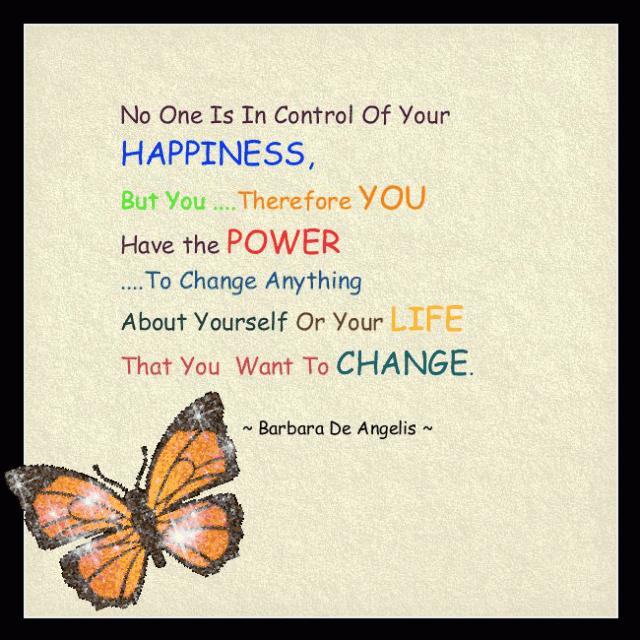 No One Is In Control Of Your
HAPPINESS,
But You ....Therefore YOU
Have the POWER
....To Change Anything
About Yourself Or Your LIFE
That You Want To CHANGE.
~ Barbara De Angelis ~